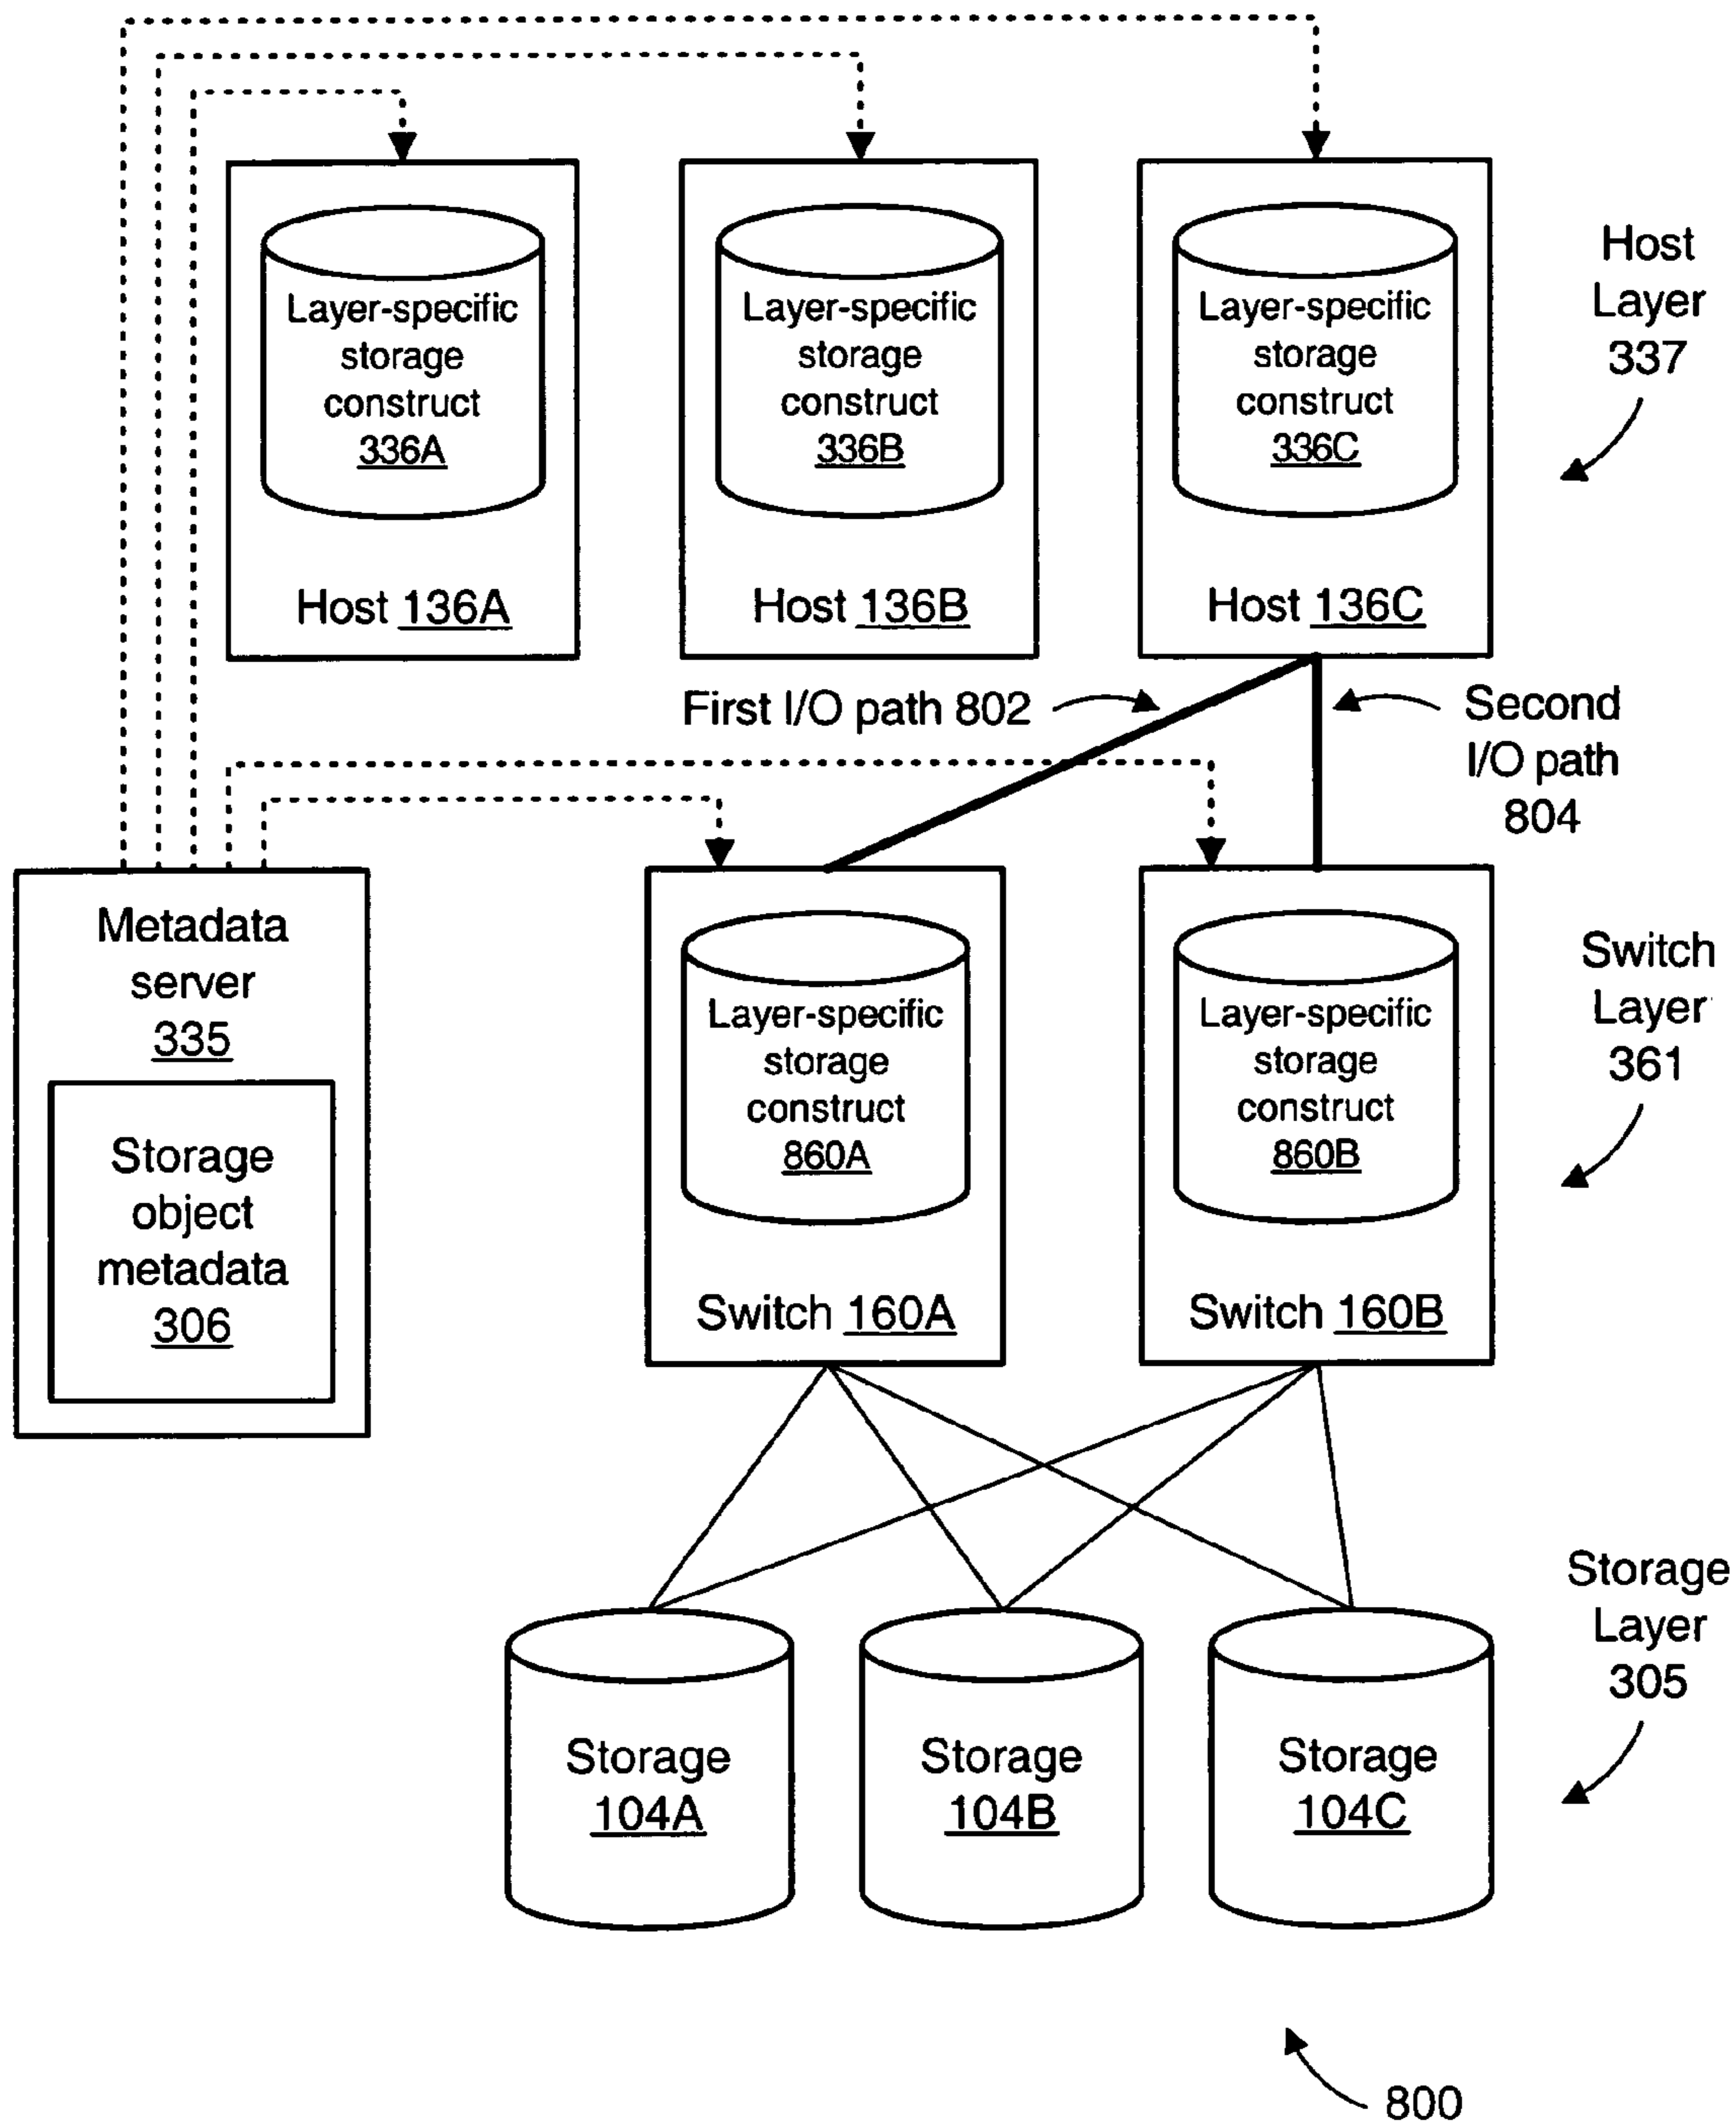 Layer-specific
storage
construct
336A
Host 136A
Layer-specific
storage
construct
336B
Host 136B
Layer-specific
storage
construct
336C
Host 136C
Host
Layer
337
First I/O path 802
Second
I/O path
804
Metadata
server
335
Storage
object
metadata
306
Layer-specific
storage
construct
860A
Switch 160A
Layer-specific
storage
construct
860B
Switch 160B
Switch
Layer
361
Storage
104A
Storage
104B
Storage
104C
Storage
Layer
305
800